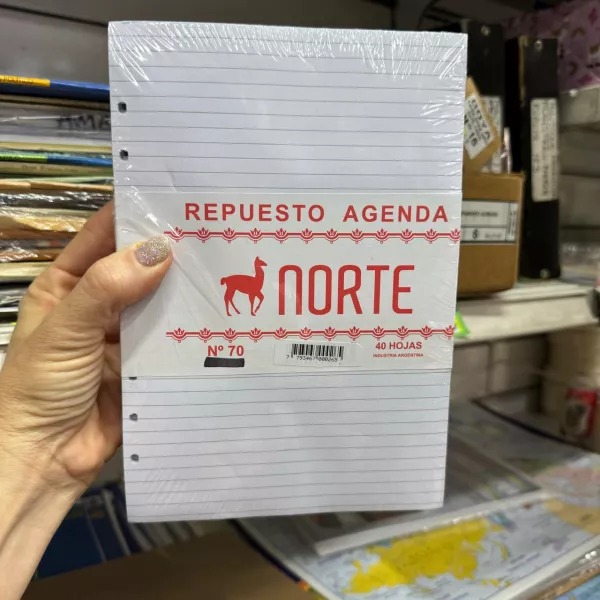 REPUESTO AGENDA
NORTE
Nº 70
40 HOJAS
INDUSTRIA ARGENTINA